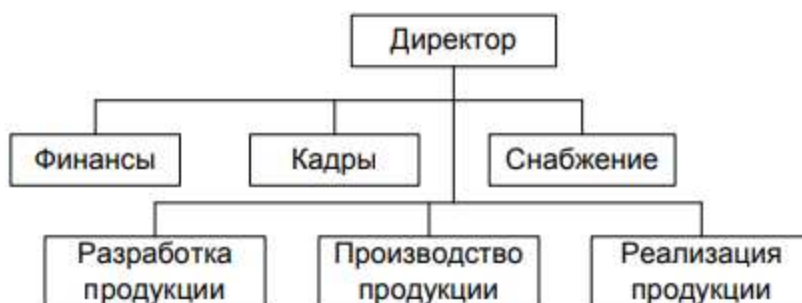 Директор
Финансы
Кадры
Снабжение
Разработка
продукции
Производство
продукции
Реализация
продукции